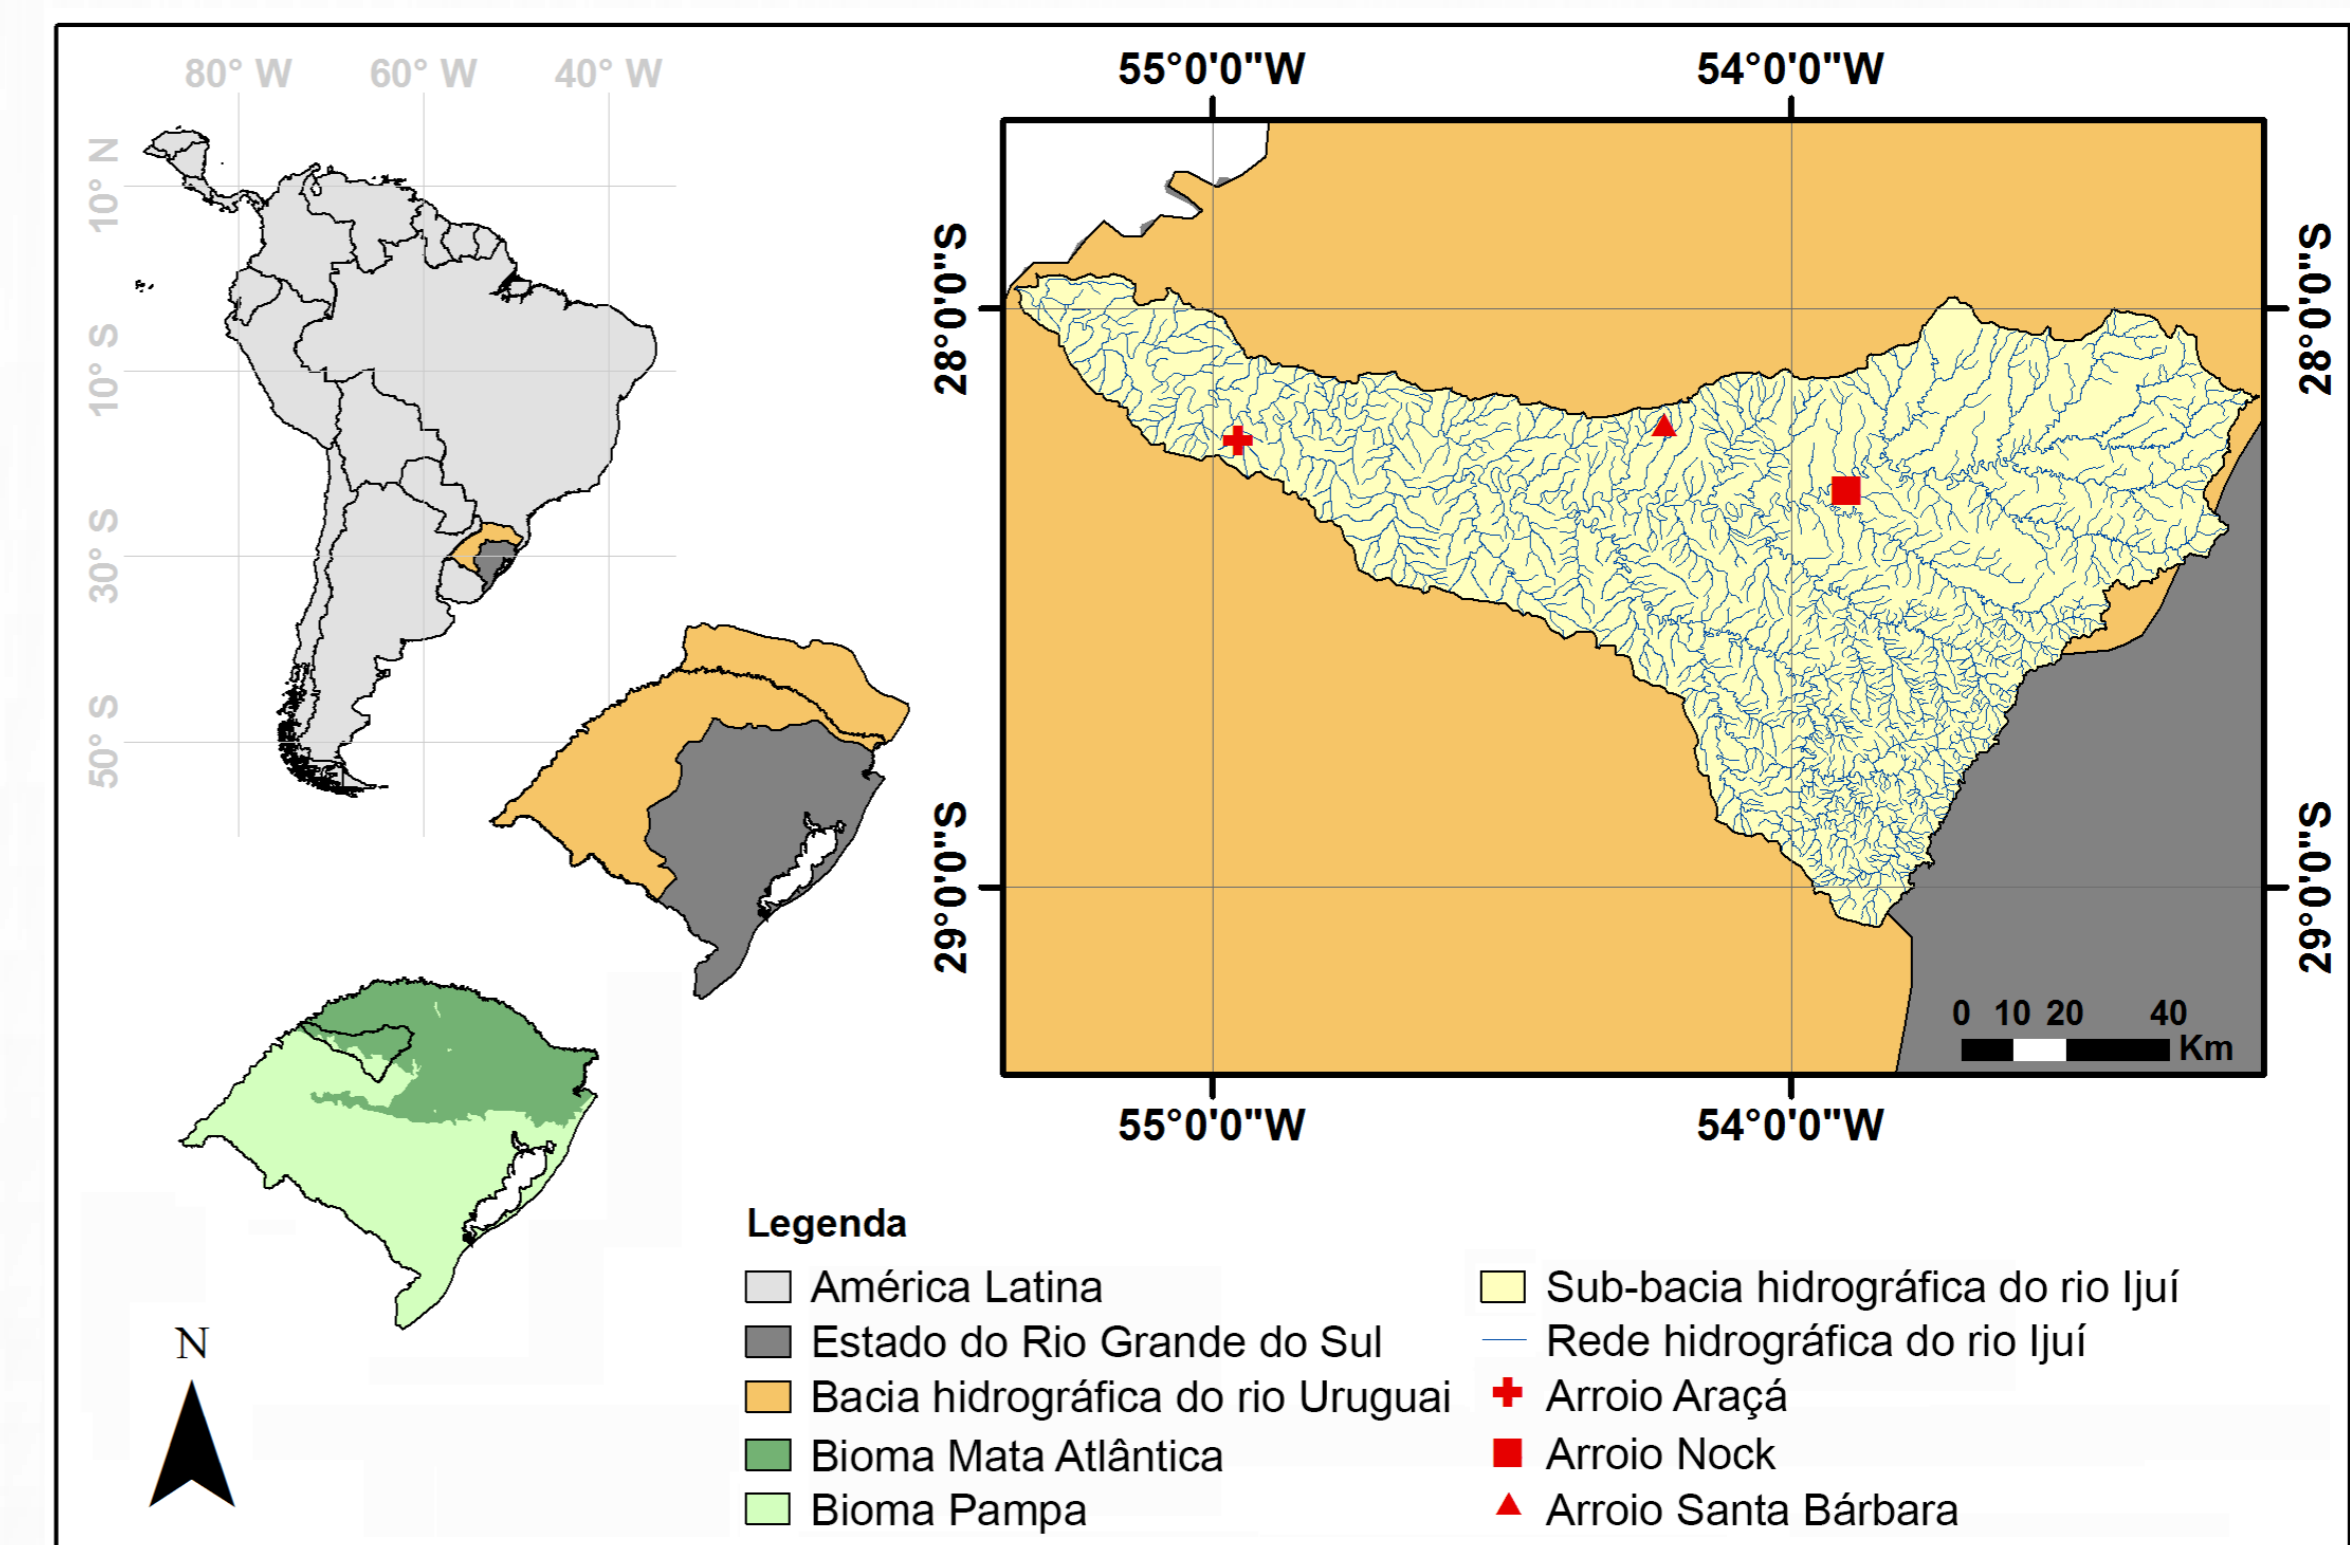 80° W 60° W 40° W
10° N
10° S
30° S
50° S
55°0'0"W 54°0'0"W
28°0'0"S 28°0'0"S
29°0'0"S 29°0'0"S
0 10 20 40
Km
55°0'0"W 54°0'0"W
N
Legenda
América Latina
Estado do Rio Grande do Sul
Bacia hidrográfica do rio Uruguai
Bioma Mata Atlântica
Bioma Pampa
Sub-bacia hidrográfica do rio Ijuí
Rede hidrográfica do rio Ijuí
Arroio Araçá
Arroio Nock
Arroio Santa Bárbara